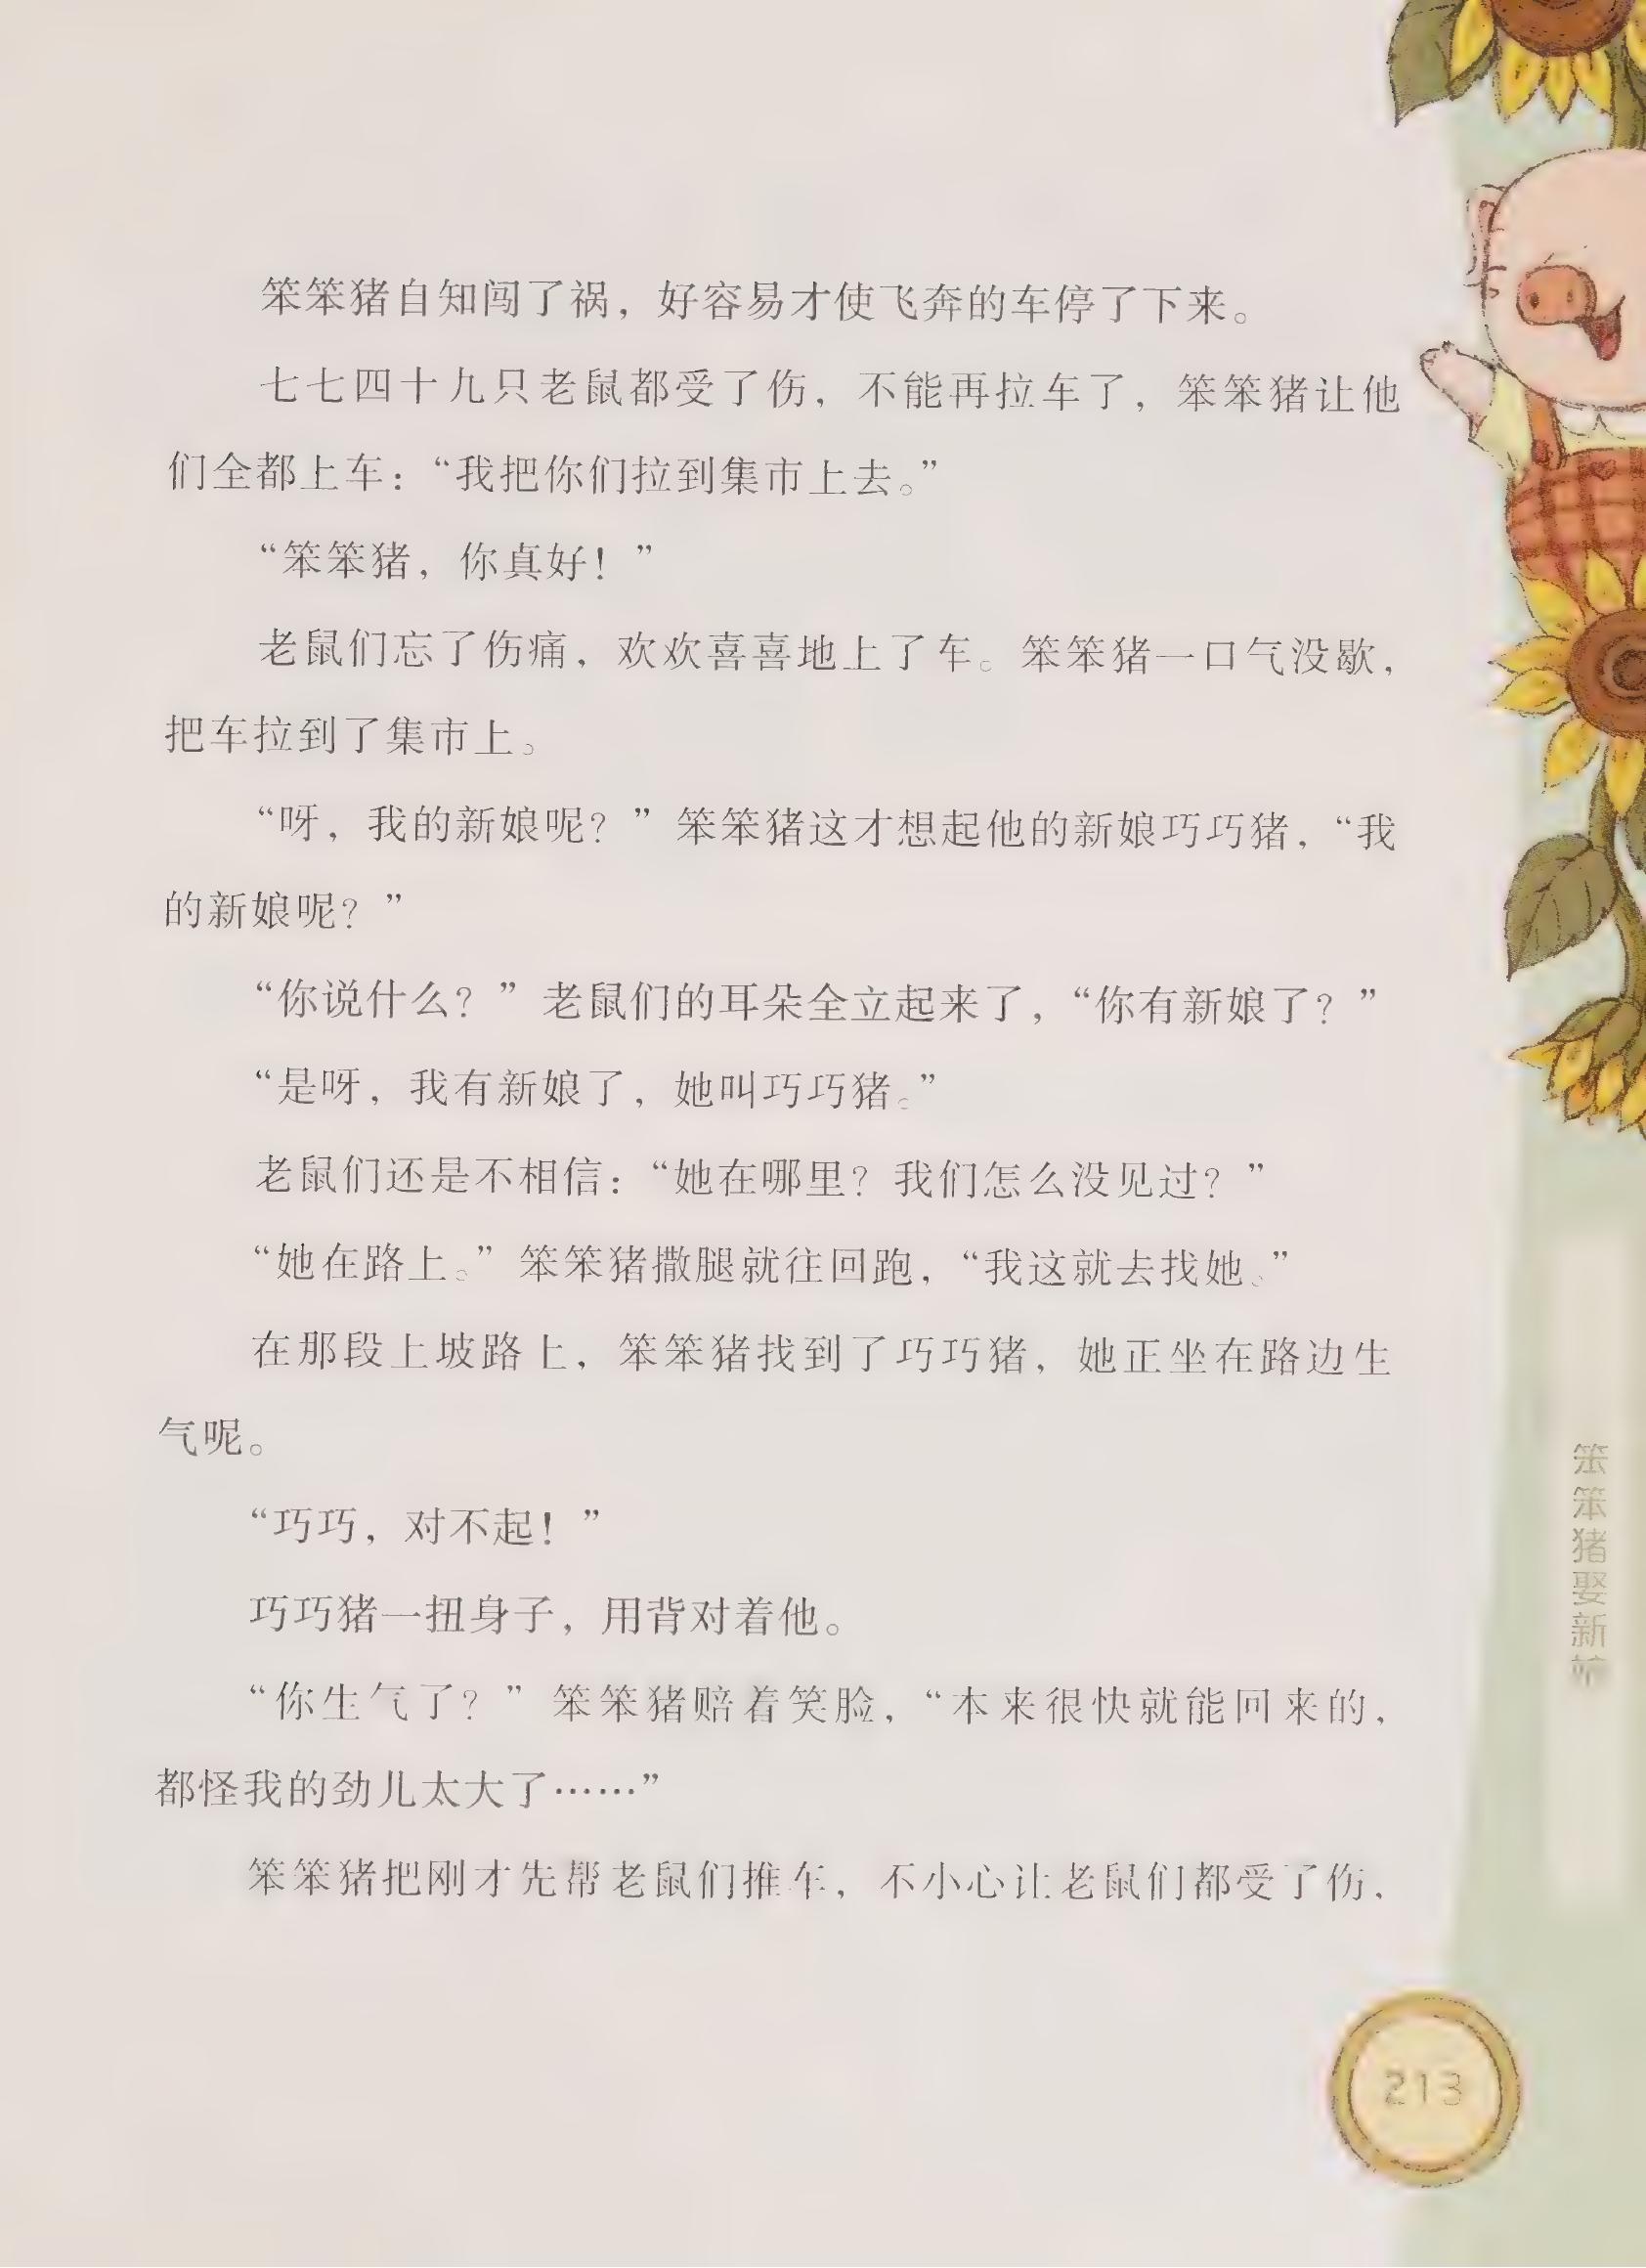 笨笨猪自知闯了祸，好容易才使飞奔的车停了下来。
七七四十九只老鼠都受了伤，不能再拉车了，笨笨猪让他
们全都上车：“我把你们拉到集市上去。”
“笨笨猪，你真好！”
老鼠们忘了伤痛，欢欢喜喜地上了车。笨笨猪一口气没歇，
把车拉到了集市上。
“呀，我的新娘呢？”笨笨猪这才想起他的新娘巧巧猪，“我
的新娘呢？”
“你说什么？”老鼠们的耳朵全立起来了，“你有新娘了？”
“是呀，我有新娘了，她叫巧巧猪。”
老鼠们还是不相信：“她在哪里？我们怎么没见过？”
“她在路上。”笨笨猪撒腿就往回跑，“我这就去找她。”
在那段上坡路上，笨笨猪找到了巧巧猪，她正坐在路边生
气呢。
“巧巧，对不起！”
巧巧猪一扭身子，用背对着他。
“你生气了？”笨笨猪赔着笑脸，“本来很快就能回来的，
都怪我的劲儿太大了……”
笨笨猪把刚才先帮老鼠们推车，不小心让老鼠们都受了伤，
笨笨猪娶新娘
213